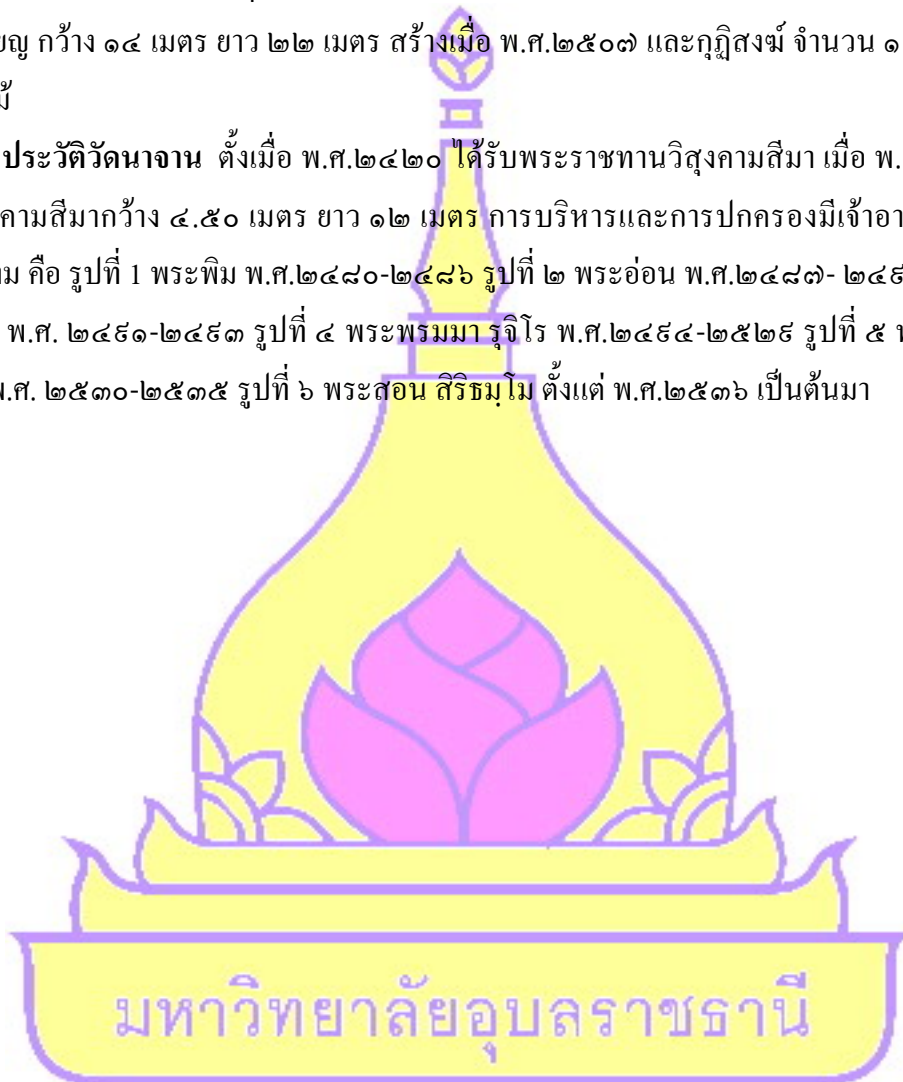 ยญ กว้าง ๑๔ เมตร ยาว ๒๒ เมตร สร้างเมื่อ พ.ศ.๒๕๐๗ และกุฏิสงฆ์ จำนวน ๑
ม้
ประวัติวัดนาจาน ตั้งเมื่อ พ.ศ.๒๔๒๐ ได้รับพระราชทานวิสุงคามสีมา เมื่อ พ.
คามสีมากว้าง ๔.๕๐ เมตร ยาว ๑๒ เมตร การบริหารและการปกครองมีเจ้าอา
ม คือ รูปที่ 1 พระพิม พ.ศ.๒๔๘๐-๒๔๘๖ รูปที่ ๒ พระอ่อน พ.ศ.๒๔๘๗- ๒๔๙
พ.ศ. ๒๔๙๑-๒๔๙๓ รูปที่ ๔ พระพรมมา รุจิโร พ.ศ.๒๔๙๔-๒๕๒๙ รูปที่ ๕
พ.ศ. ๒๕๓๐-๒๕๓๕ รูปที่ ๖ พระสอน สิริธมฺโม ตั้งแต่ พ.ศ.๒๕๓๖ เป็นต้นมา
มหาวิทยาลัยอุบลราชธานี